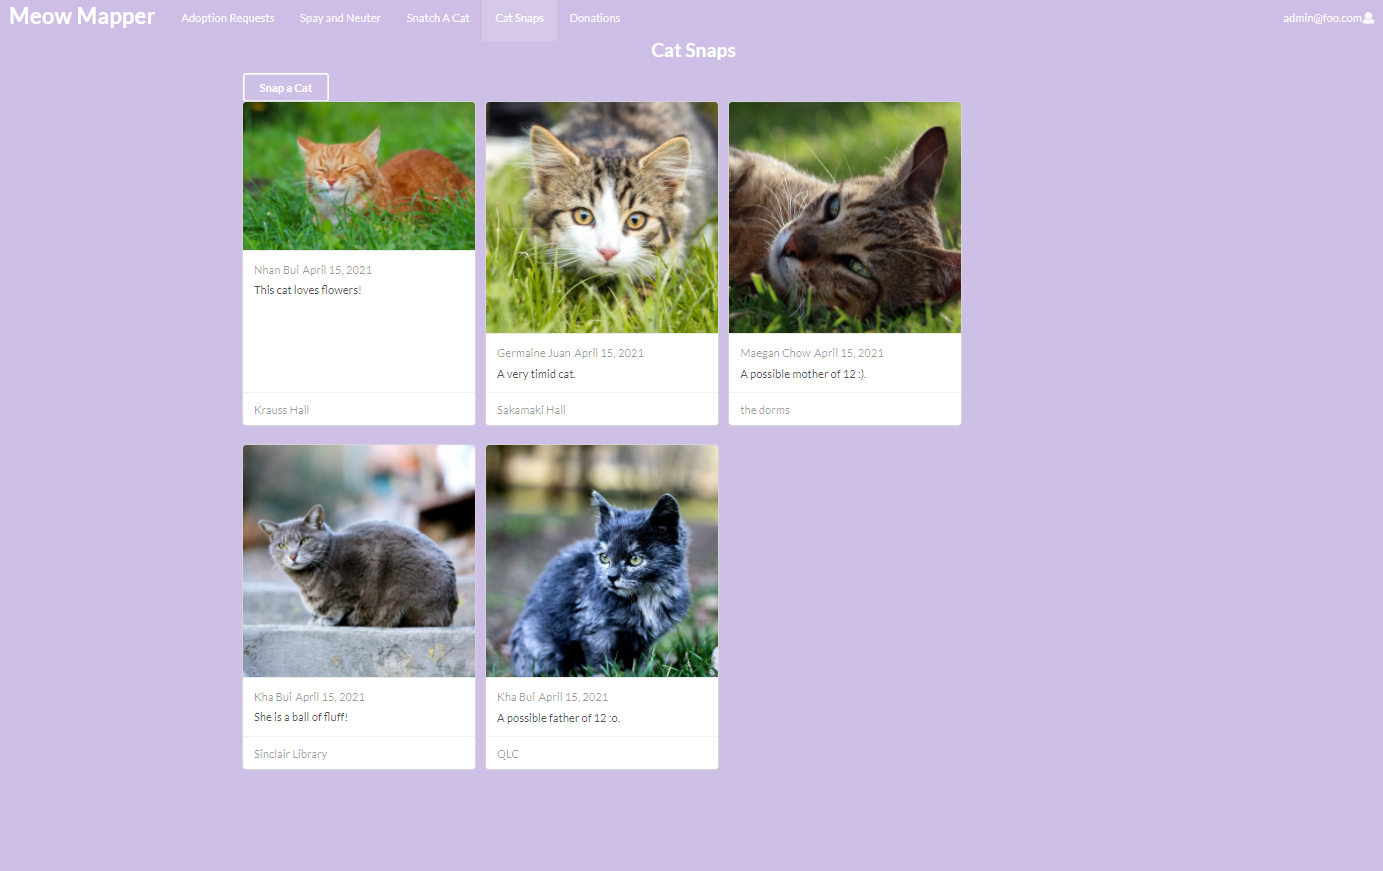 Meow Mapper Adoption Requests Spay and Neuter Snatch A Cat Cat Snaps Donations admin@foo.com
Cat Snaps
Snap a Cat
Nhan Bui April 15, 2021
This cat loves flowers!
Krauss Hall
Germaine Juan April 15, 2021
A very timid cat.
Sakamaki Hall
Maegan Chow April 15, 2021
A possible mother of 12 :).
the dorms
Kha Bui April 15, 2021
She is a ball of fluff!
Sinclair Library
Kha Bui April 15, 2021
A possible father of 12 :o.
QLC